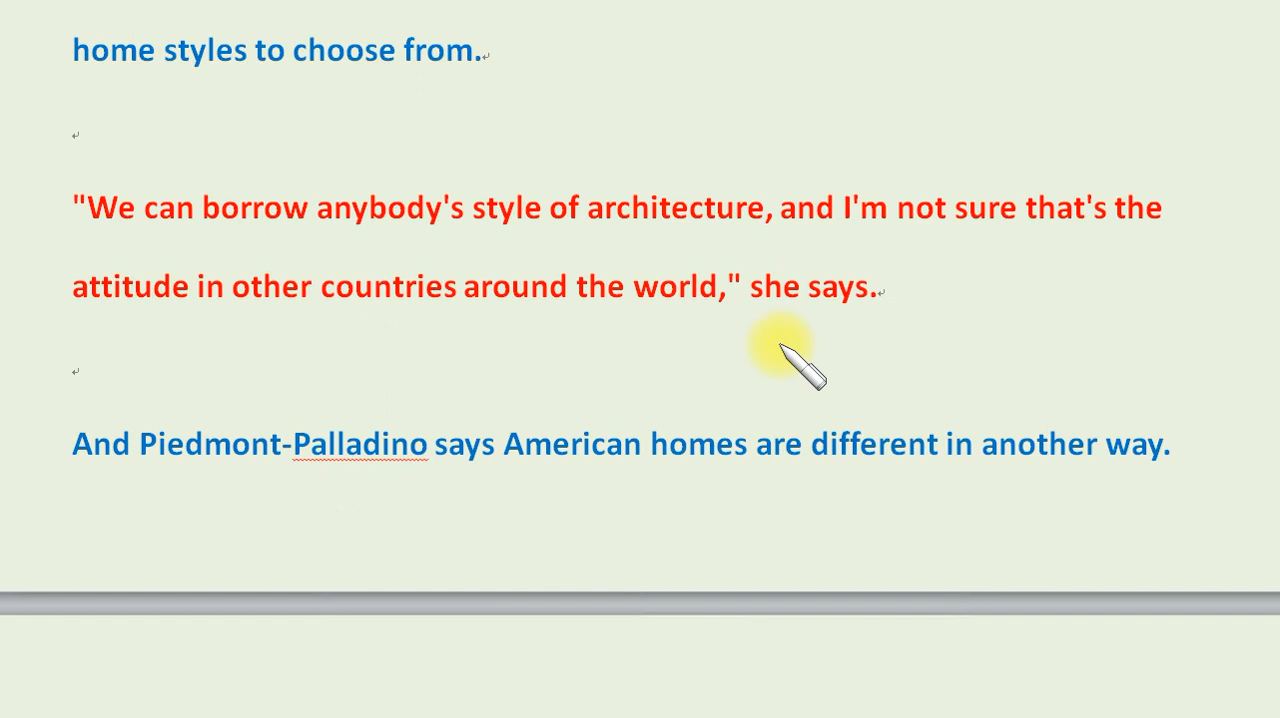 home styles to choose from.
"We can borrow anybody's style of architecture, and I'm not sure that's the
attitude in other countries around the world," she says.
And Piedmont-Palladino says American homes are different in another way.